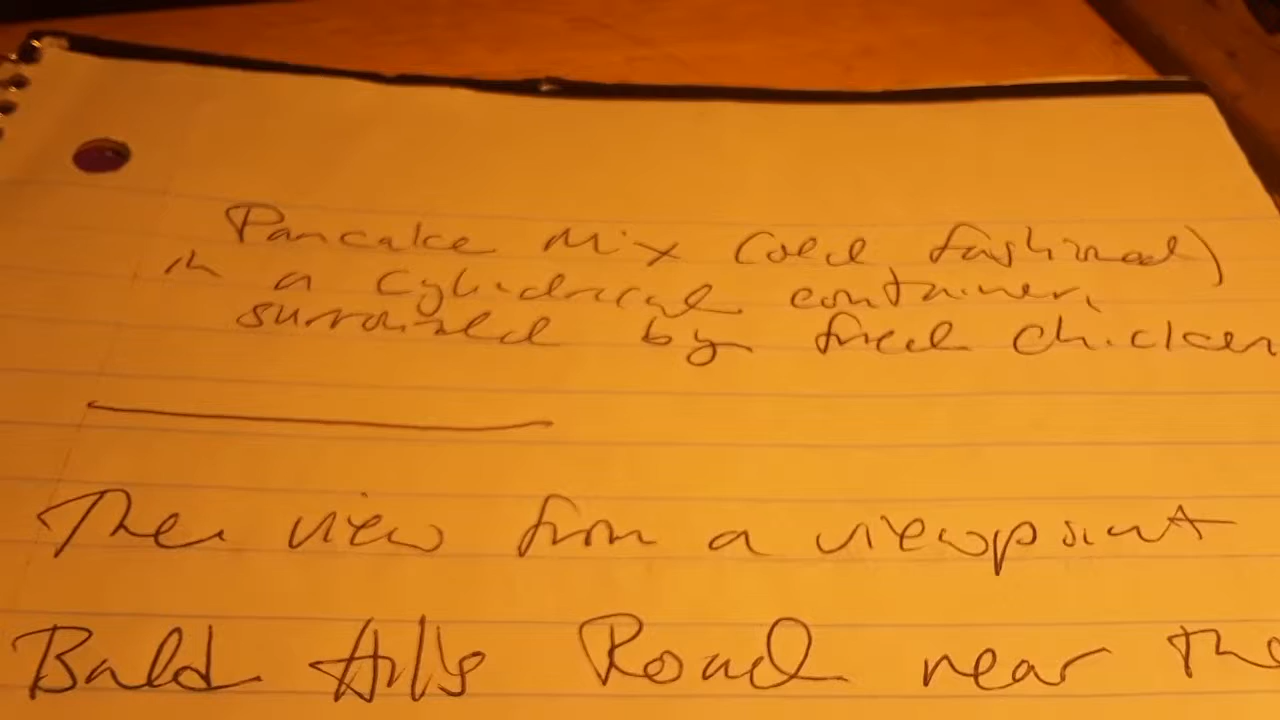 Pancake Mix (old fashioned)
in a cylindrical container,
surround by fried chicken
The view from a viewpoint
Bald Hills Road near the